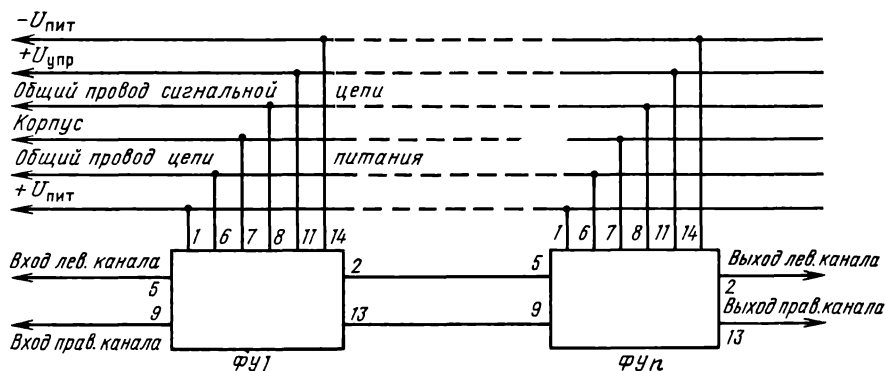 -Uпит
+Uупр
Общий провод сигнальной цепи
Корпус
Общий провод цепи питания
+Uпит
1 6 7 8 11 14
1 6 7 8 11 14
Вход лев. канала
2
5
Выход лев. канала
5
2
9
13
9
Выход прав. канала
Вход прав. канала
13
ФУ1
ФУn